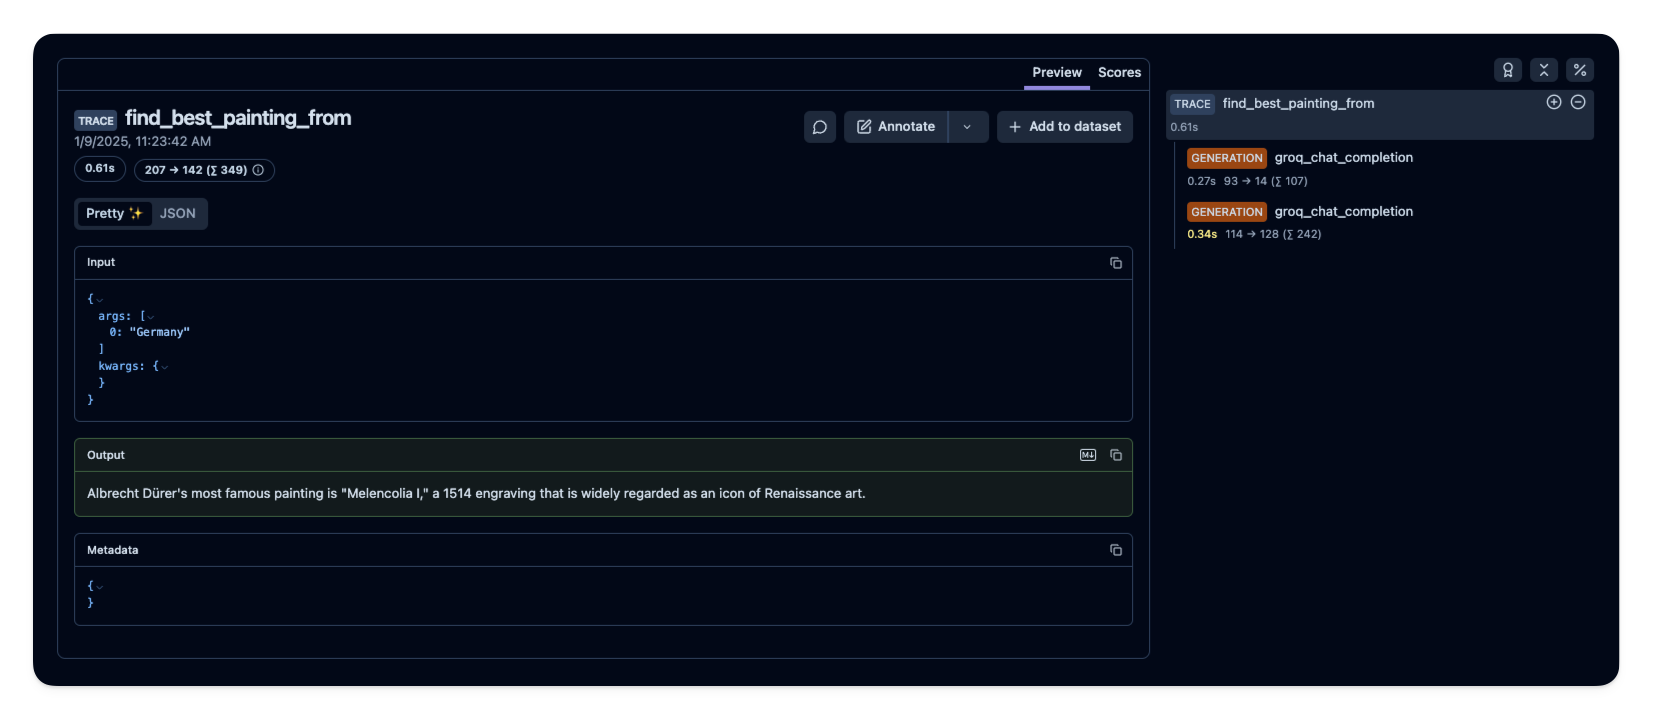 Preview Scores
TRACE find_best_painting_from
1/9/2025, 11:23:42 AM
0.61s 207 → 142 (∑ 349)
Annotate
Add to dataset
Pretty ✨ JSON
Input
{
args: [
0: "Germany"
]
kwargs: {
}
}
Output
Albrecht Dürer's most famous painting is "Melencolia I," a 1514 engraving that is widely regarded as an icon of Renaissance art.
Metadata
{
}
TRACE find_best_painting_from
0.61s
GENERATION groq_chat_completion
0.27s 93 → 14 (∑ 107)
GENERATION groq_chat_completion
0.34s 114 → 128 (∑ 242)